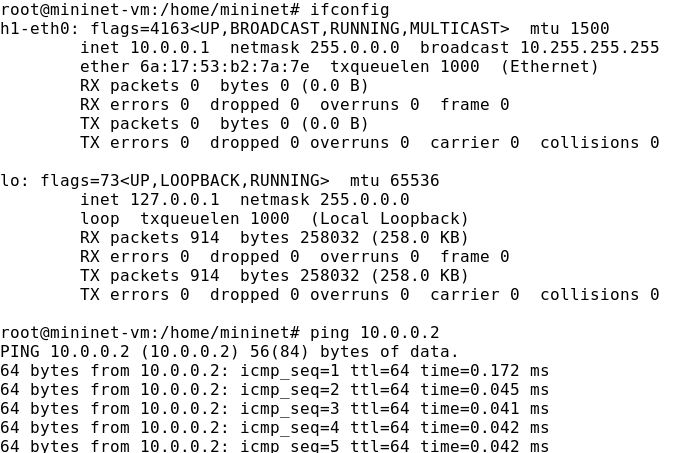 root@mininet-vm:/home/mininet# ifconfig
h1-eth0: flags=4163<UP,BROADCAST,RUNNING,MULTICAST>  mtu 1500
        inet 10.0.0.1  netmask 255.0.0.0  broadcast 10.255.255.255
        ether 6a:17:53:b2:7a:7e  txqueuelen 1000  (Ethernet)
        RX packets 0  bytes 0 (0.0 B)
        RX errors 0  dropped 0  overruns 0  frame 0
        TX packets 0  bytes 0 (0.0 B)
        TX errors 0  dropped 0 overruns 0  carrier 0  collisions 0

lo: flags=73<UP,LOOPBACK,RUNNING>  mtu 65536
        inet 127.0.0.1  netmask 255.0.0.0
        loop  txqueuelen 1000  (Local Loopback)
        RX packets 914  bytes 258032 (258.0 KB)
        RX errors 0  dropped 0  overruns 0  frame 0
        TX packets 914  bytes 258032 (258.0 KB)
        TX errors 0  dropped 0 overruns 0  carrier 0  collisions 0

root@mininet-vm:/home/mininet# ping 10.0.0.2
PING 10.0.0.2 (10.0.0.2) 56(84) bytes of data.
64 bytes from 10.0.0.2: icmp_seq=1 ttl=64 time=0.172 ms
64 bytes from 10.0.0.2: icmp_seq=2 ttl=64 time=0.045 ms
64 bytes from 10.0.0.2: icmp_seq=3 ttl=64 time=0.041 ms
64 bytes from 10.0.0.2: icmp_seq=4 ttl=64 time=0.042 ms
64 bytes from 10.0.0.2: icmp_seq=5 ttl=64 time=0.042 ms